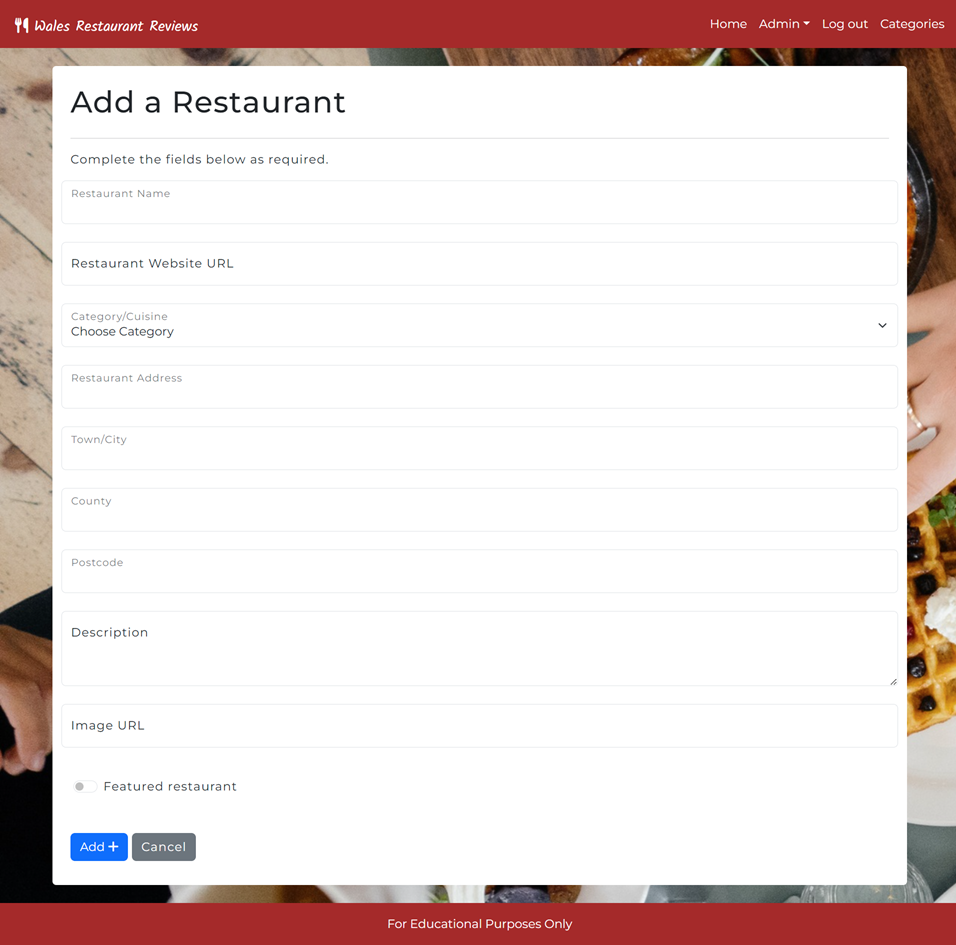 Wales Restaurant Reviews
Home Admin Log out Categories
Add a Restaurant
Complete the fields below as required.
Restaurant Name
Restaurant Website URL
Category/Cuisine
Choose Category
Restaurant Address
Town/City
County
Postcode
Description
Image URL
Featured restaurant
Add + Cancel
For Educational Purposes Only